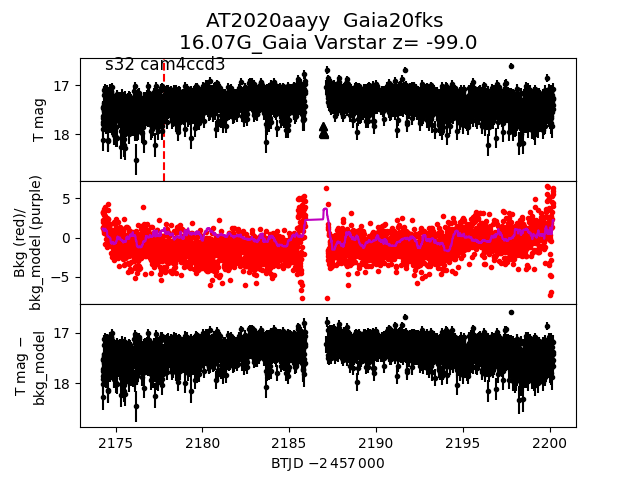 AT2020aayy  Gaia20fks
16.07G_Gaia Varstar z= -99.0
s32 cam4ccd3
17
18
T mag
5
0
−5
Bkg (red)/
bkg_model (purple)
17
18
T mag −
bkg_model
2175
2180
2185
2190
2195
2200
BTJD −2 457 000